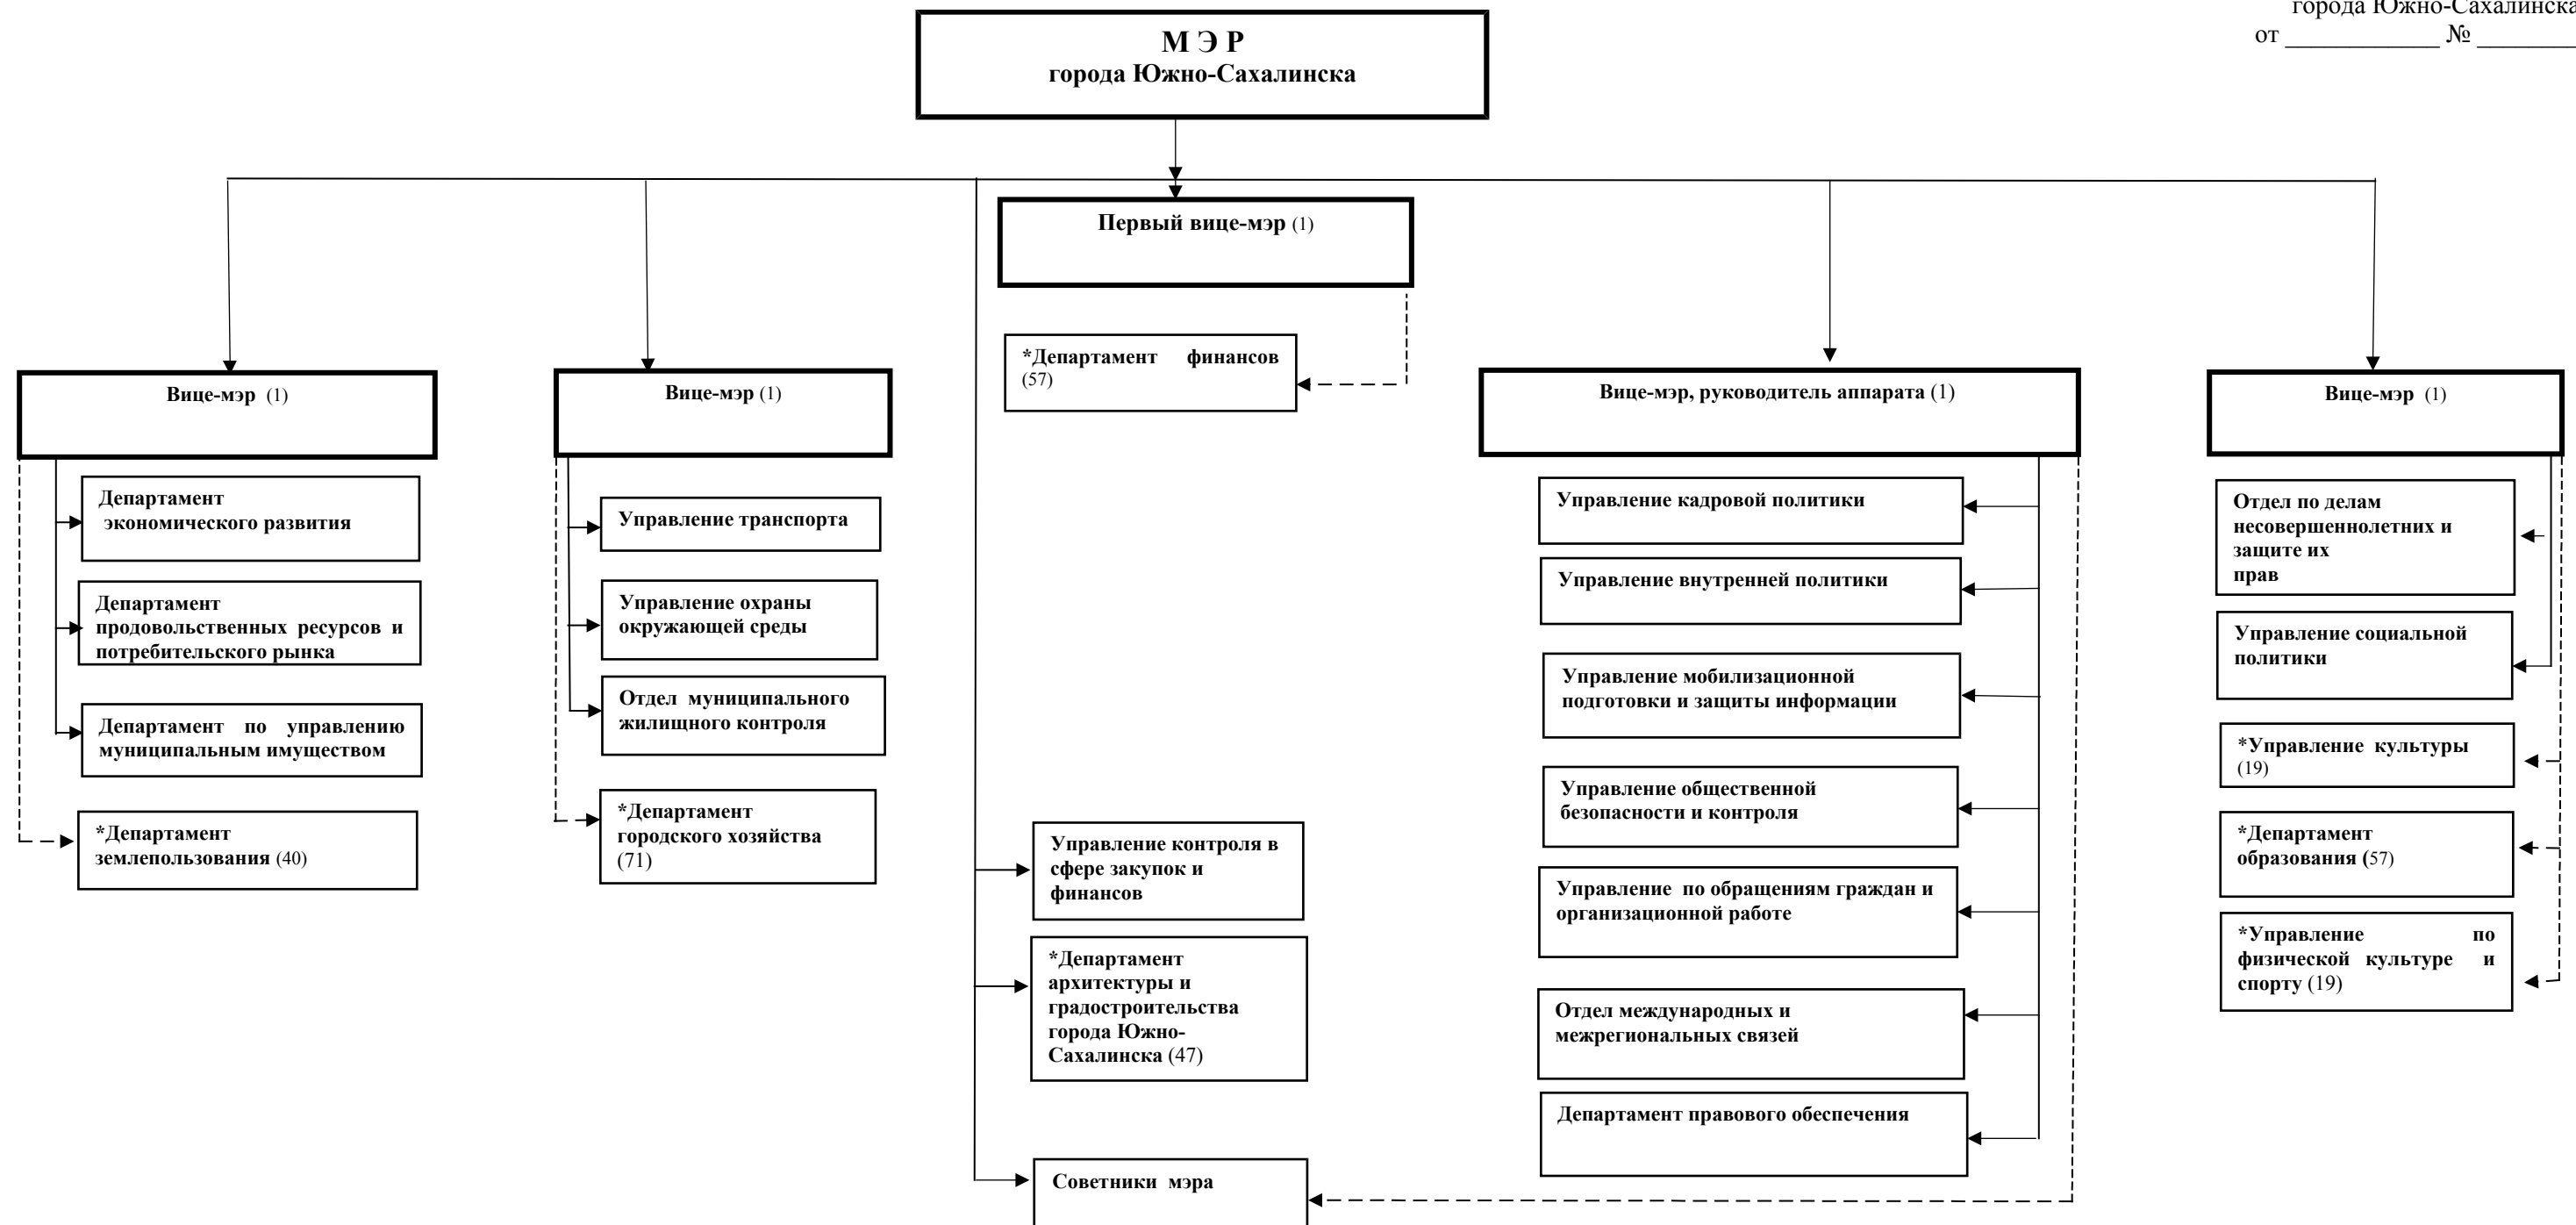 города Южно-Сахалинска
от ____________ № ________
М Э Р
города Южно-Сахалинска
Первый вице-мэр (1)
*Департамент финансов
(57)
Вице-мэр (1)
Департамент
экономического развития
Департамент
продовольственных ресурсов и
потребительского рынка
Департамент по управлению
муниципальным имуществом
*Департамент
землепользования (40)
Вице-мэр (1)
Управление транспорта
Управление охраны
окружающей среды
Отдел муниципального
жилищного контроля
*Департамент
городского хозяйства
(71)
Управление контроля в
сфере закупок и
финансов
*Департамент
архитектуры и
градостроительства
города Южно-
Сахалинска (47)
Советники мэра
Вице-мэр, руководитель аппарата (1)
Управление кадровой политики
Управление внутренней политики
Управление мобилизационной
подготовки и защиты информации
Управление общественной
безопасности и контроля
Управление по обращениям граждан и
организационной работе
Отдел международных и
межрегиональных связей
Департамент правового обеспечения
Вице-мэр (1)
Отдел по делам
несовершеннолетних и
защите их
прав
Управление социальной
политики
*Управление культуры
(19)
*Департамент
образования (57)
*Управление по
физической культуре и
спорту (19)